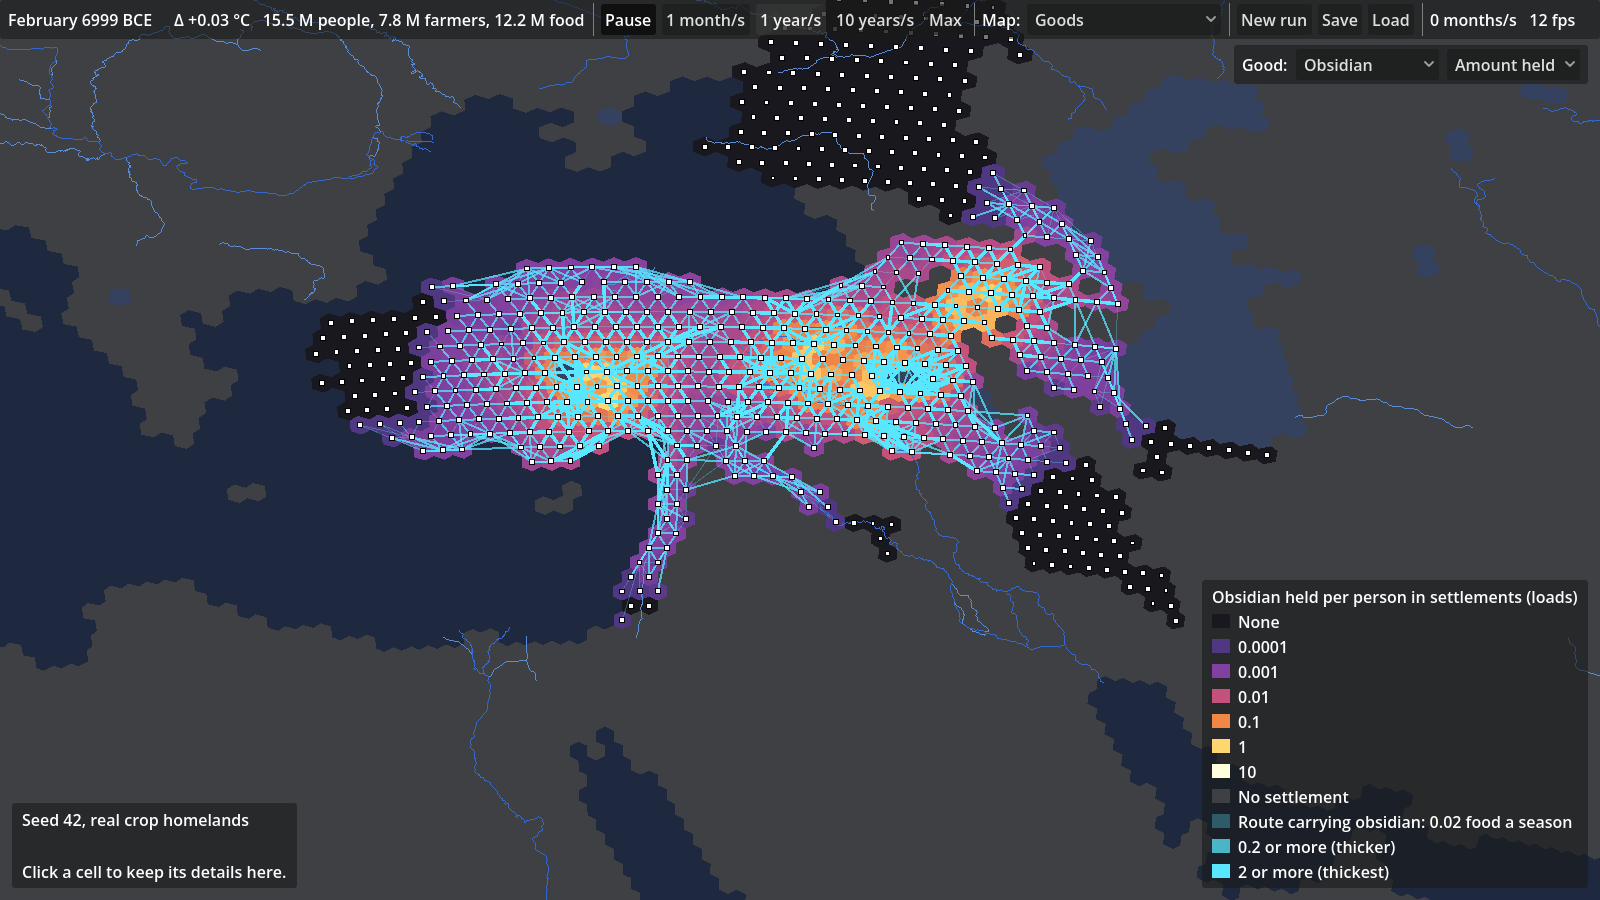 February 6999 BCE Δ +0.03 °C 15.5 M people, 7.8 M farmers, 12.2 M food Pause 1 month/s 1 year/s 10 years/s Max Map: Goods New run Save Load 0 months/s 12 fps
Good: Obsidian Amount held
Obsidian held per person in settlements (loads)
None
0.0001
0.001
0.01
0.1
1
10
No settlement
Route carrying obsidian: 0.02 food a season
0.2 or more (thicker)
2 or more (thickest)
Seed 42, real crop homelands
Click a cell to keep its details here.